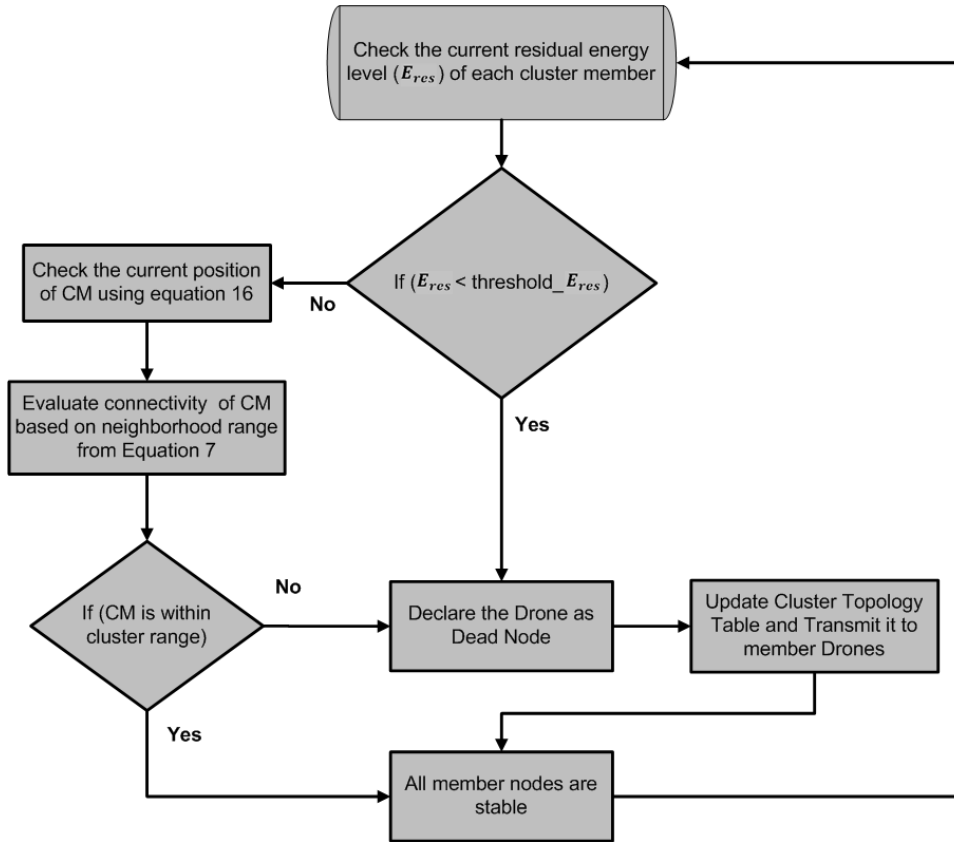 Check the current residual energy
level (E_res) of each cluster member
If (E_res < threshold_ E_res)
No
Yes
Check the current position
of CM using equation 16
Evaluate connectivity of CM
based on neighborhood range
from Equation 7
If (CM is within
cluster range)
No
Yes
Declare the Drone as
Dead Node
Update Cluster Topology
Table and Transmit it to
member Drones
All member nodes are
stable